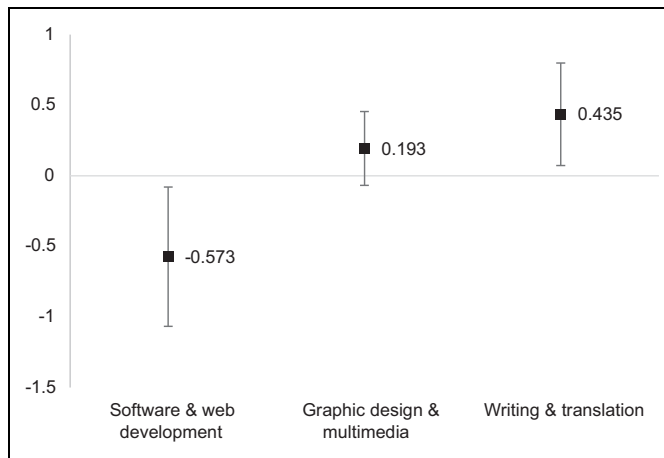 1
0.5
0.435
0.193
0
-0.5
-0.573
-1
-1.5
Software & web
development
Graphic design &
multimedia
Writing & translation